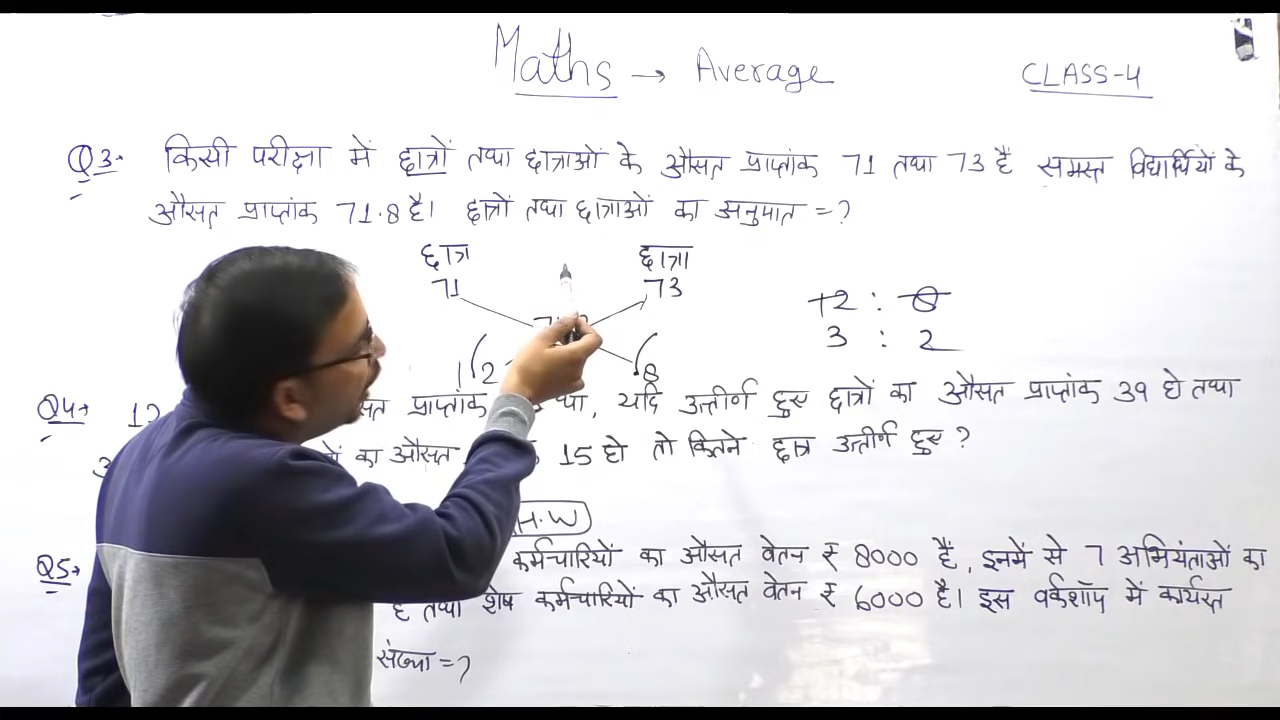 Maths → Average
CLASS-4
Q3→ किसी परीक्षा में छात्रों तथा छात्राओं के औसत प्राप्तांक 71 तथा 73 हैं समस्त विद्यार्थियों के
औसत प्राप्तांक 71.8 है। छात्रों तथा छात्राओं का अनुपात = ?
छात्र छात्रा
71 73
12 : 8
3 : 2
1 2 8
Q4→ 12 प्राप्तांक था, यदि उत्तीर्ण हुए छात्रों का औसत प्राप्तांक 39 हो तथा
का औसत 15 हो तो कितने छात्र उत्तीर्ण हुए ?
H.W
Q5→ कर्मचारियों का औसत वेतन ₹ 8000 हैं, इनमें से 7 अभियंताओं का
है तथा शेष कर्मचारियों का औसत वेतन ₹ 6000 है। इस वर्कशॉप में कार्यरत
संख्या = ?